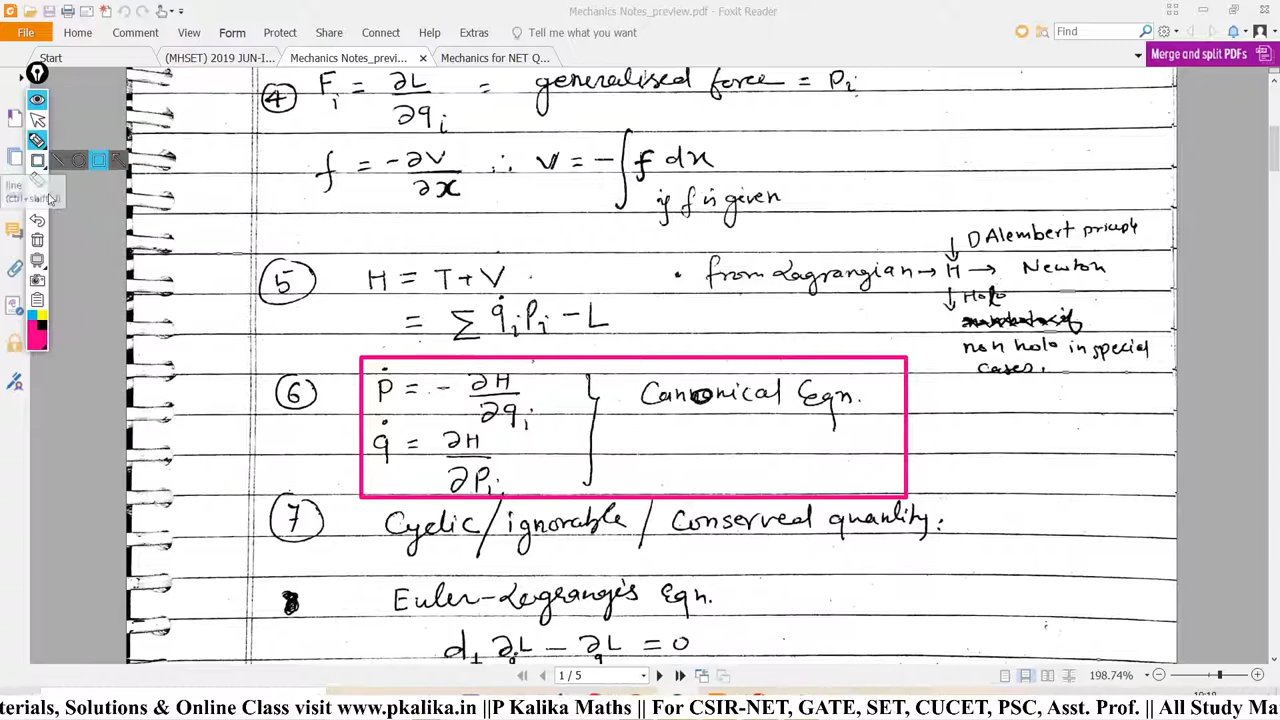 Mechanics Notes_preview.pdf - Foxit Reader
File Home Comment View Form Protect Share Connect Help Extras Tell me what you want to do... Find
Start (MHSET) 2019 JUN-I... Mechanics Notes_previ... Mechanics for NET Q...
Merge and split PDFs
④ Fᵢ = ∂L/∂qᵢ = generalised force = Pᵢ
f = -∂V/∂x ∴ V = -∫ f dx
if f is given
D Alembert
⑤ H = T + V . • from Lagrangian → H → Newton
↓ Holo
= Σ q̇ᵢPᵢ - L
non holo in special
cases.
⑥ ṗ = - ∂H/∂qᵢ } Canonical Eqn.
q̇ = ∂H/∂Pᵢ
⑦ Cyclic/ignorable/Conserved quantity.
8 Euler-Lagrange's Eqn.
d/dt ∂L/∂q̇ - ∂L/∂q = 0
line
1 / 5
198.74%
terials, Solutions & Online Class visit www.pkalika.in ||P Kalika Maths || For CSIR-NET, GATE, SET, CUCET, PSC, Asst. Prof. || All Study Ma